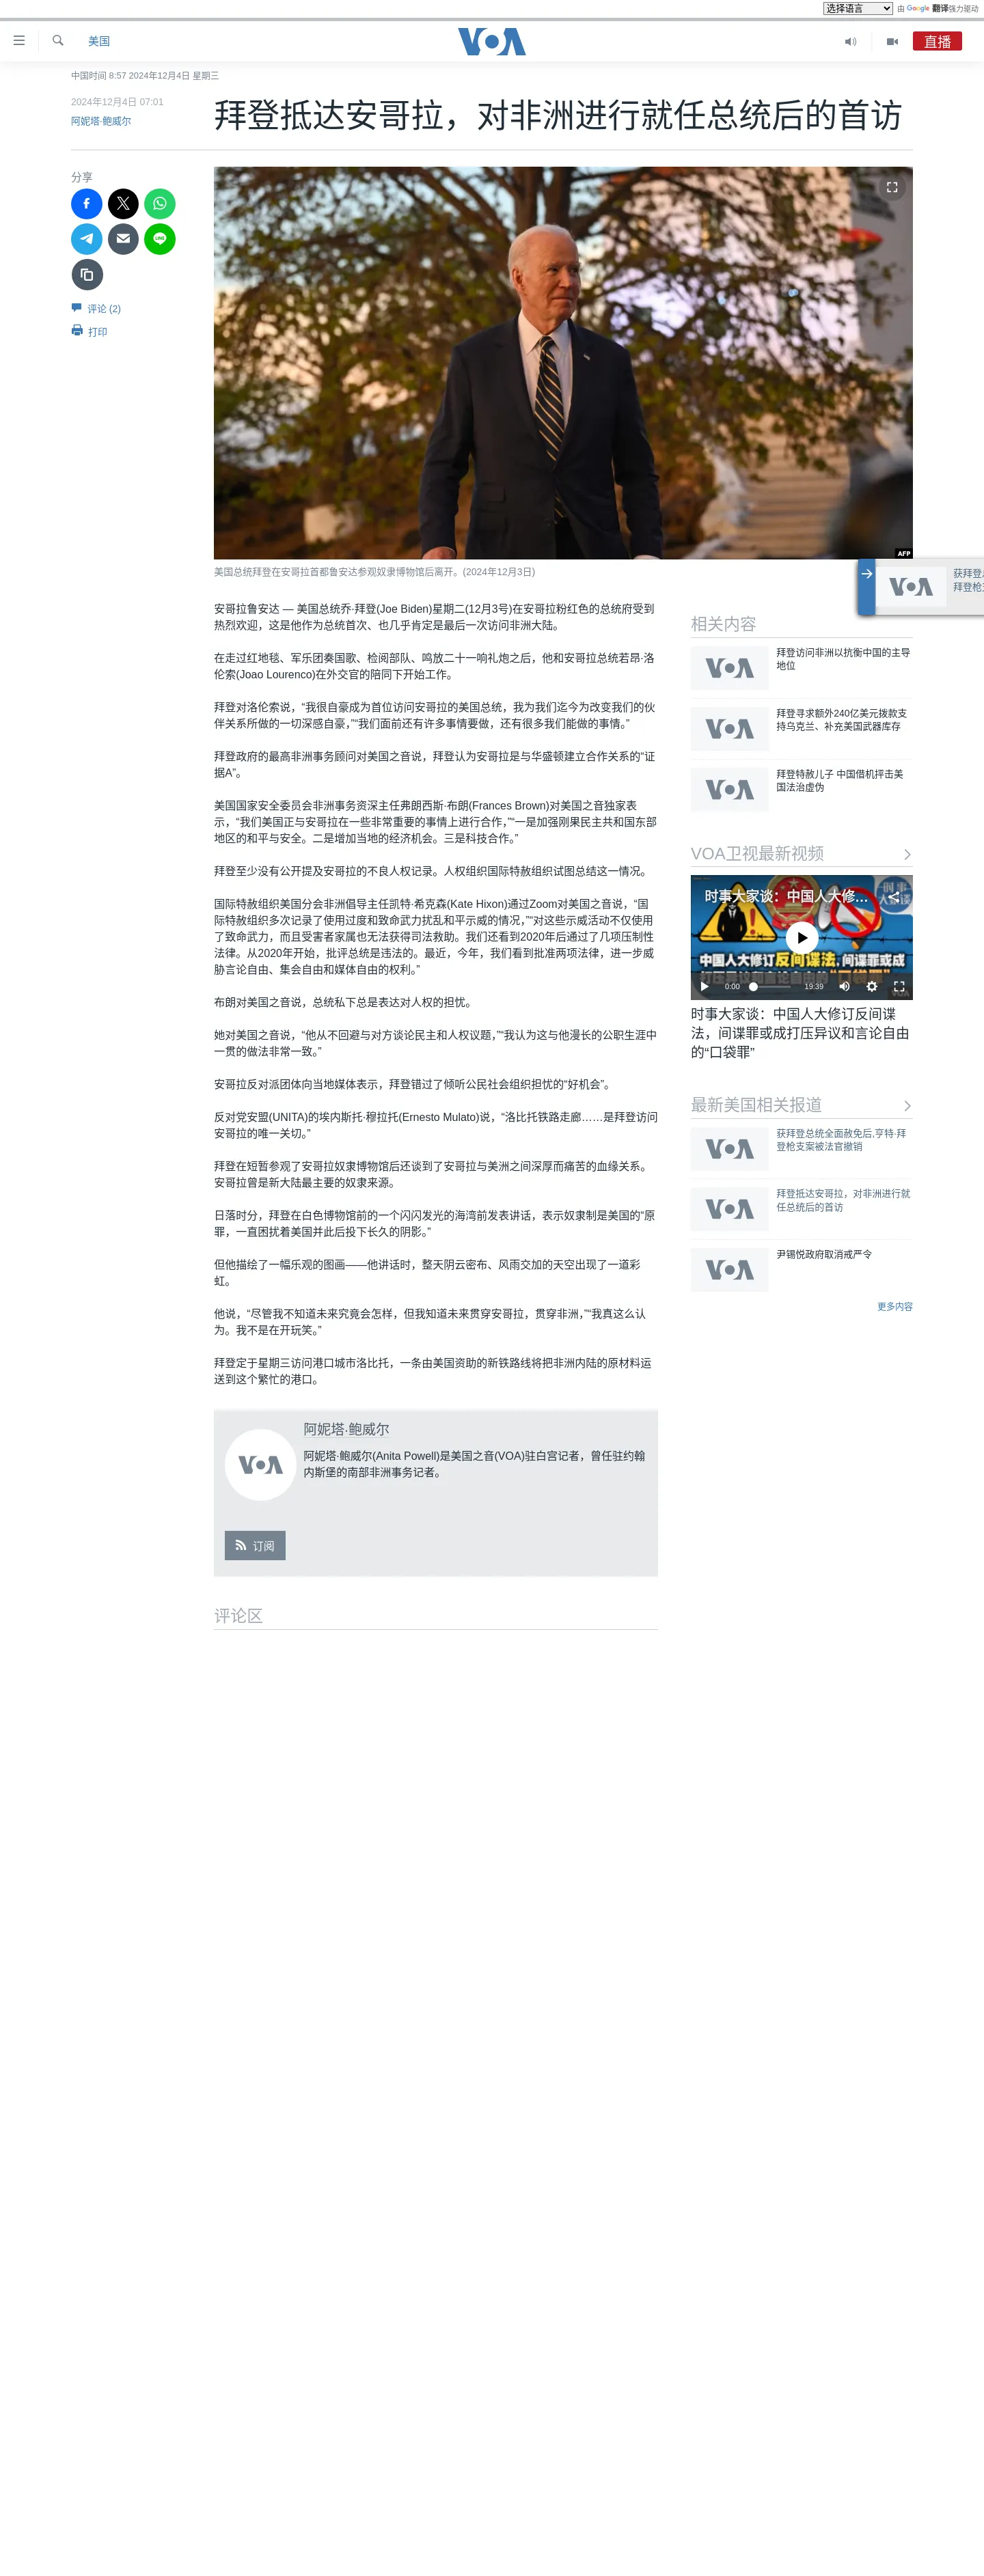 选择语言
由 Google 翻译强力驱动
美国
VOA
直播
中国时间 8:57 2024年12月4日 星期三
2024年12月4日 07:01
阿妮塔·鲍威尔
拜登抵达安哥拉，对非洲进行就任总统后的首访
分享
LINE
评论 (2)
打印
AFP
美国总统拜登在安哥拉首都鲁安达参观奴隶博物馆后离开。(2024年12月3日)
VOA
获拜登总
拜登枪支
安哥拉鲁安达 — 美国总统乔·拜登(Joe Biden)星期二(12月3号)在安哥拉粉红色的总统府受到
热烈欢迎，这是他作为总统首次、也几乎肯定是最后一次访问非洲大陆。
在走过红地毯、军乐团奏国歌、检阅部队、鸣放二十一响礼炮之后，他和安哥拉总统若昂·洛
伦索(Joao Lourenco)在外交官的陪同下开始工作。
拜登对洛伦索说，“我很自豪成为首位访问安哥拉的美国总统，我为我们迄今为改变我们的伙
伴关系所做的一切深感自豪，”“我们面前还有许多事情要做，还有很多我们能做的事情。”
拜登政府的最高非洲事务顾问对美国之音说，拜登认为安哥拉是与华盛顿建立合作关系的“证
据A”。
美国国家安全委员会非洲事务资深主任弗朗西斯·布朗(Frances Brown)对美国之音独家表
示，“我们美国正与安哥拉在一些非常重要的事情上进行合作，”“一是加强刚果民主共和国东部
地区的和平与安全。二是增加当地的经济机会。三是科技合作。”
拜登至少没有公开提及安哥拉的不良人权记录。人权组织国际特赦组织试图总结这一情况。
国际特赦组织美国分会非洲倡导主任凯特·希克森(Kate Hixon)通过Zoom对美国之音说，“国
际特赦组织多次记录了使用过度和致命武力扰乱和平示威的情况，”“对这些示威活动不仅使用
了致命武力，而且受害者家属也无法获得司法救助。我们还看到2020年后通过了几项压制性
法律。从2020年开始，批评总统是违法的。最近，今年，我们看到批准两项法律，进一步威
胁言论自由、集会自由和媒体自由的权利。”
布朗对美国之音说，总统私下总是表达对人权的担忧。
她对美国之音说，“他从不回避与对方谈论民主和人权议题，”“我认为这与他漫长的公职生涯中
一贯的做法非常一致。”
安哥拉反对派团体向当地媒体表示，拜登错过了倾听公民社会组织担忧的“好机会”。
反对党安盟(UNITA)的埃内斯托·穆拉托(Ernesto Mulato)说，“洛比托铁路走廊……是拜登访问
安哥拉的唯一关切。”
拜登在短暂参观了安哥拉奴隶博物馆后还谈到了安哥拉与美洲之间深厚而痛苦的血缘关系。
安哥拉曾是新大陆最主要的奴隶来源。
日落时分，拜登在白色博物馆前的一个闪闪发光的海湾前发表讲话，表示奴隶制是美国的“原
罪，一直困扰着美国并此后投下长久的阴影。”
但他描绘了一幅乐观的图画——他讲话时，整天阴云密布、风雨交加的天空出现了一道彩
虹。
他说，“尽管我不知道未来究竟会怎样，但我知道未来贯穿安哥拉，贯穿非洲，”“我真这么认
为。我不是在开玩笑。”
拜登定于星期三访问港口城市洛比托，一条由美国资助的新铁路线将把非洲内陆的原材料运
送到这个繁忙的港口。
VOA
阿妮塔·鲍威尔
阿妮塔·鲍威尔(Anita Powell)是美国之音(VOA)驻白宫记者，曾任驻约翰
内斯堡的南部非洲事务记者。
订阅
评论区
相关内容
VOA
拜登访问非洲以抗衡中国的主导
地位
VOA
拜登寻求额外240亿美元拨款支
持乌克兰、补充美国武器库存
VOA
拜登特赦儿子 中国借机抨击美
国法治虚伪
VOA卫视最新视频
时事大家谈：中国人大修…
中国人大修订反间谍法，间谍罪或成
打压异议和言论自由的“口袋罪”
0:00
19:39
时事大家谈：中国人大修订反间谍
法，间谍罪或成打压异议和言论自由
的“口袋罪”
最新美国相关报道
VOA
获拜登总统全面赦免后,亨特·拜
登枪支案被法官撤销
VOA
拜登抵达安哥拉，对非洲进行就
任总统后的首访
VOA
尹锡悦政府取消戒严令
更多内容